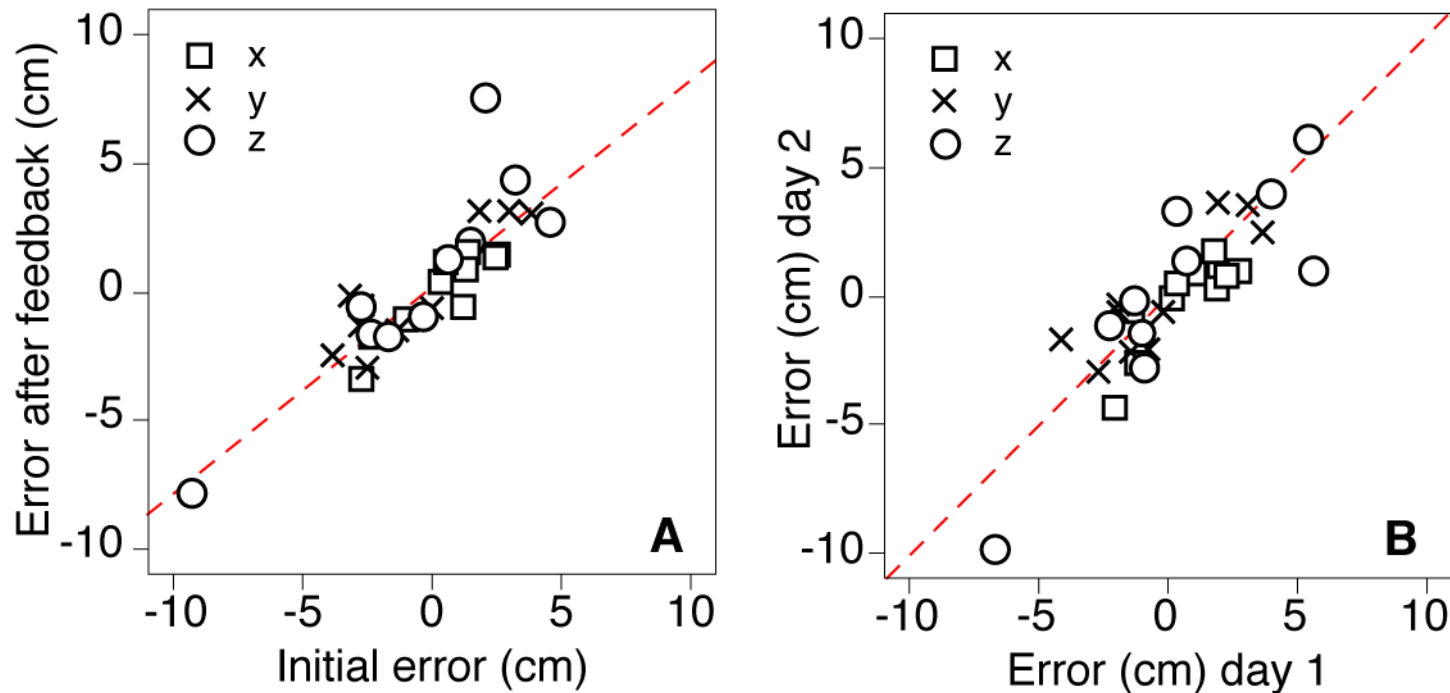 10
5
0
-5
-10
Error after feedback (cm)
x
y
z
A
-10 -5 0 5 10
Initial error (cm)
10
5
0
-5
-10
Error (cm) day 2
x
y
z
B
-10 -5 0 5 10
Error (cm) day 1